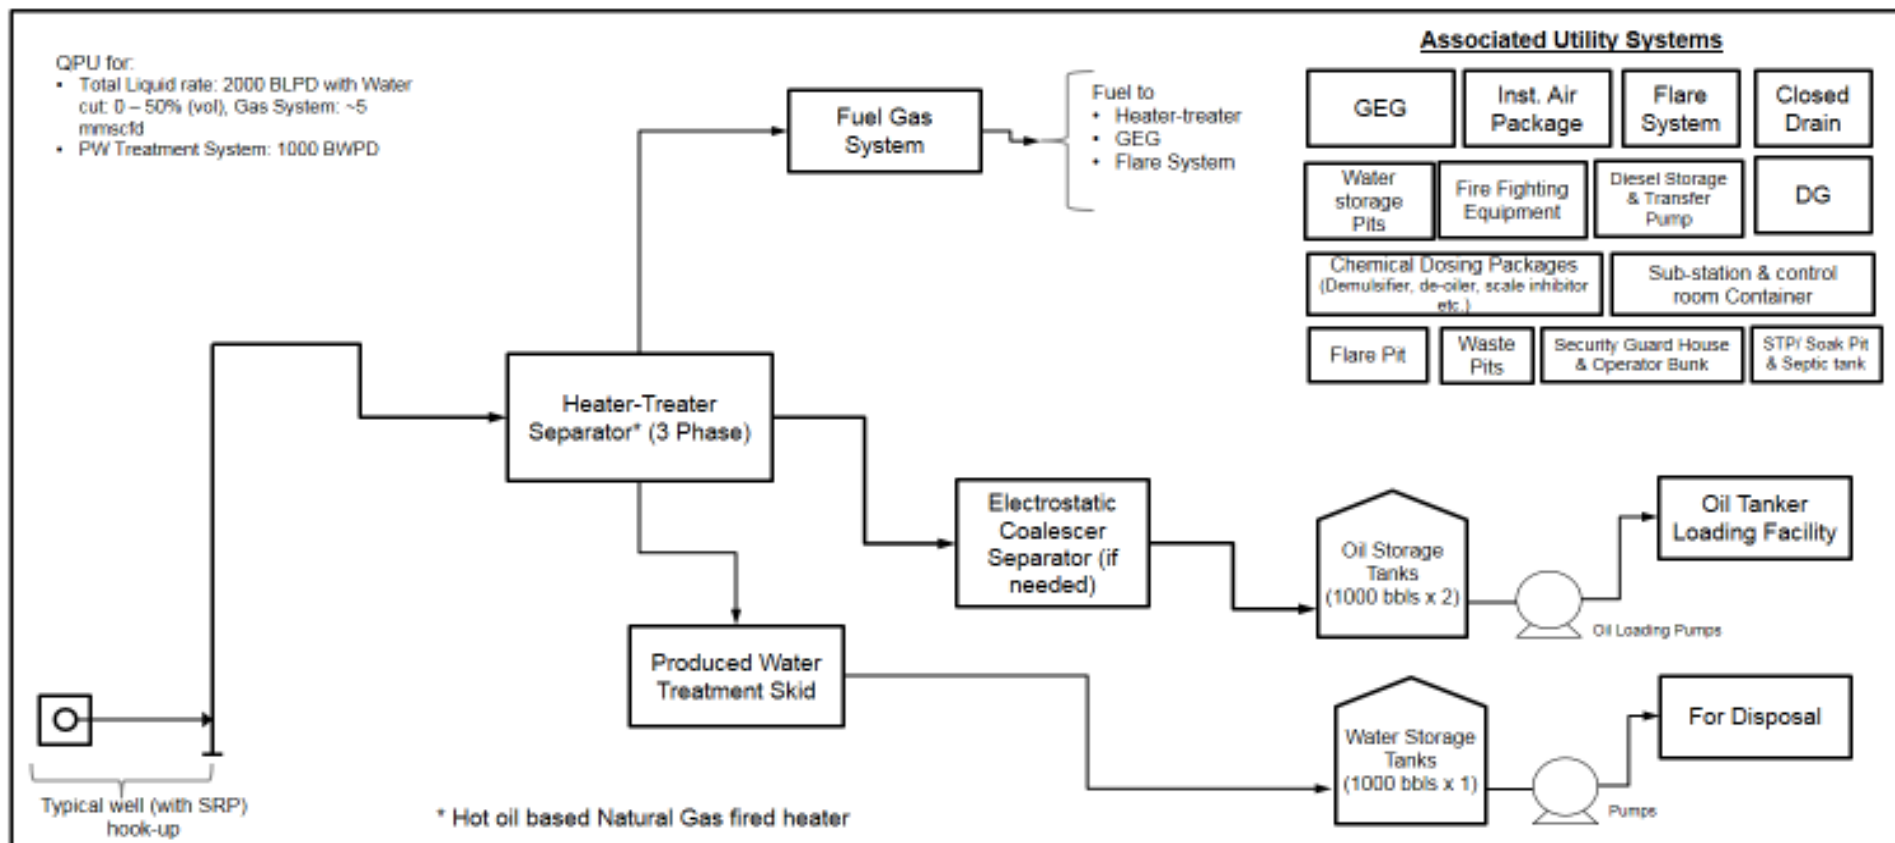 QPU for:
• Total Liquid rate: 2000 BLPD with Water
cut: 0 – 50% (vol), Gas System: ~5
mmscfd
• PW Treatment System: 1000 BWPD
Fuel Gas
System
Fuel to
• Heater-treater
• GEG
• Flare System
Associated Utility Systems
GEG
Inst. Air
Package
Flare
System
Closed
Drain
Water
storage
Pits
Fire Fighting
Equipment
Diesel Storage
& Transfer
Pump
DG
Chemical Dosing Packages
(Demulsifier, de-oiler, scale inhibitor
etc.)
Sub-station & control
room Container
Flare Pit
Waste
Pits
Security Guard House
& Operator Bunk
STP/ Soak Pit
& Septic tank
Heater-Treater
Separator* (3 Phase)
Electrostatic
Coalescer
Separator (if
needed)
Oil Storage
Tanks
(1000 bbls x 2)
Oil Loading Pumps
Oil Tanker
Loading Facility
Produced Water
Treatment Skid
Water Storage
Tanks
(1000 bbls x 1)
Pumps
For Disposal
Typical well (with SRP)
hook-up
* Hot oil based Natural Gas fired heater